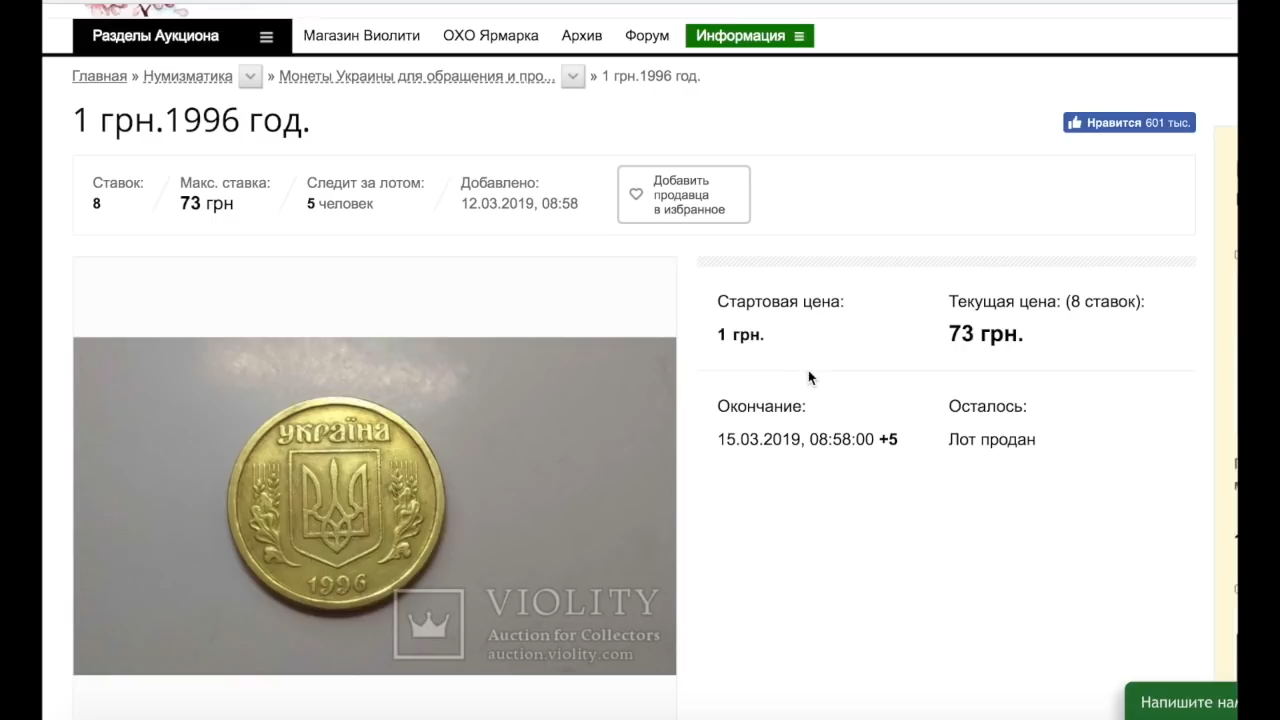 Разделы Аукциона
Магазин Виолити
ОХО Ярмарка
Архив
Форум
Информация
Главная » Нумизматика » Монеты Украины для обращения и про... » 1 грн.1996 год.
1 грн.1996 год.
Нравится 601 тыс.
Ставок:
8
Макс. ставка:
73 грн
Следит за лотом:
5 человек
Добавлено:
12.03.2019, 08:58
Добавить
продавца
в избранное
Стартовая цена:
1 грн.
Текущая цена: (8 ставок):
73 грн.
Окончание:
15.03.2019, 08:58:00 +5
Осталось:
Лот продан
україна
1996
VIOLITY
Auction for Collectors
auction.violity.com
Напишите